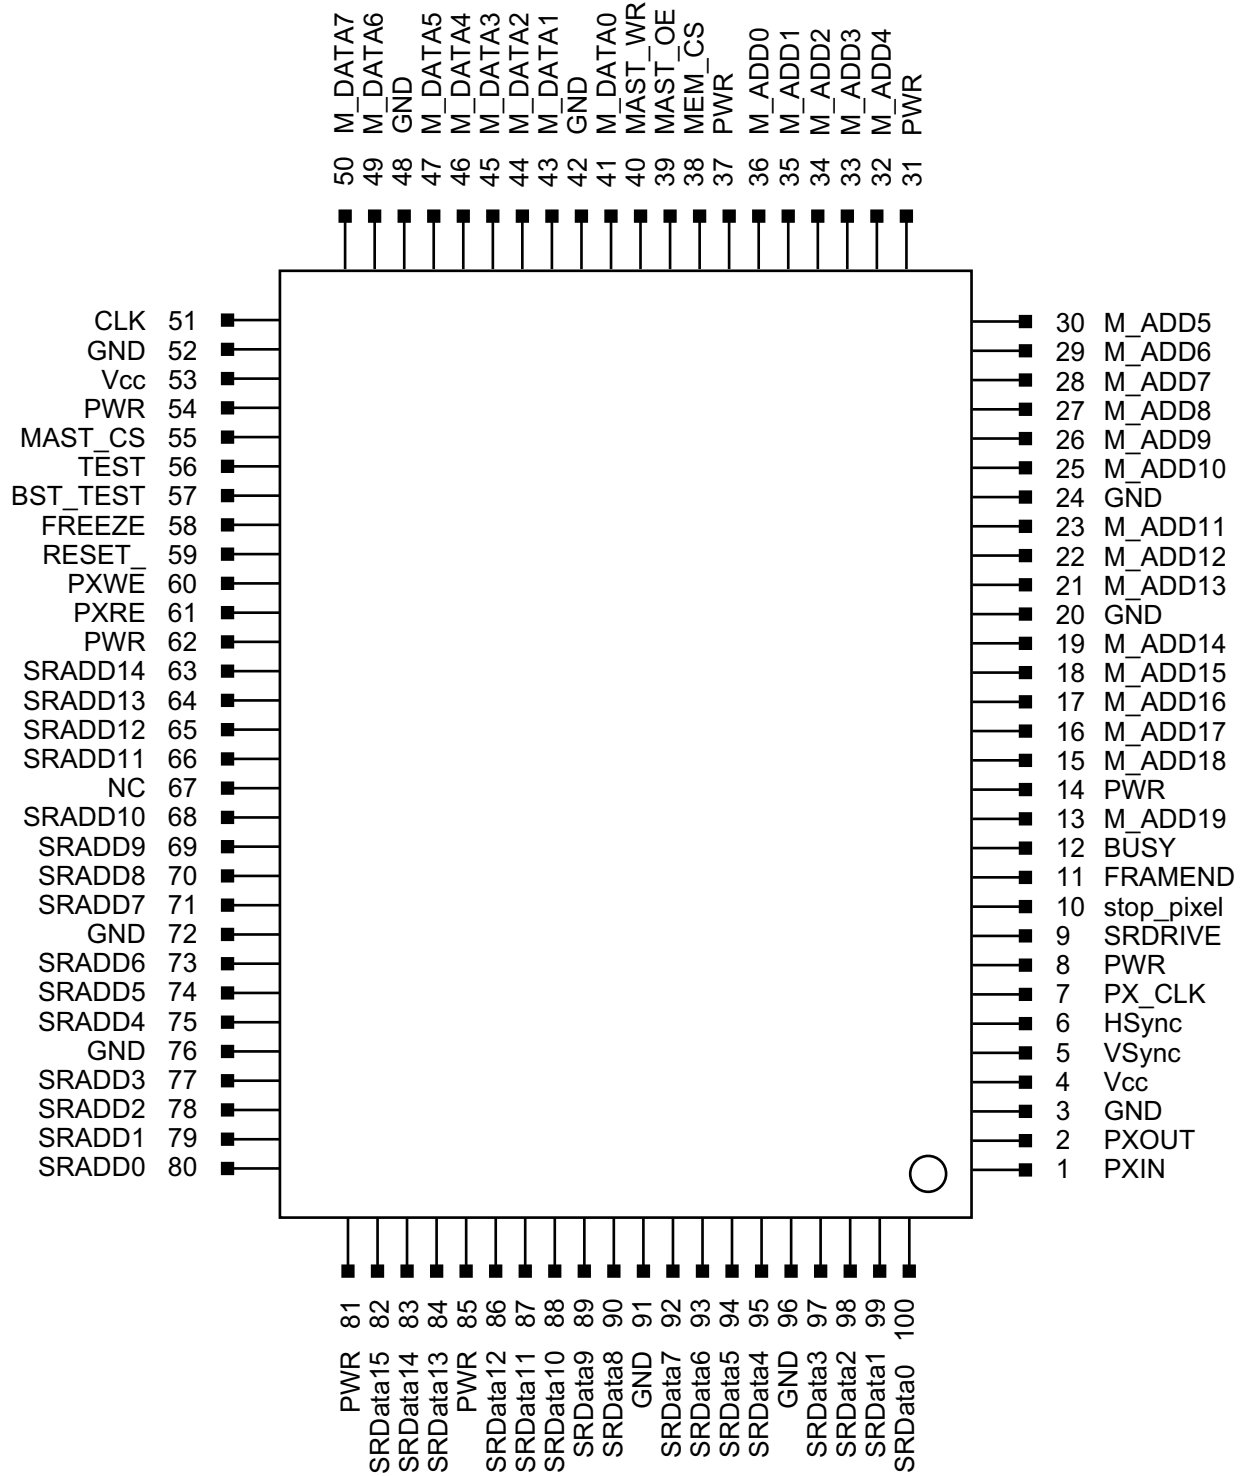 50 M_DATA7
49 M_DATA6
48 GND
47 M_DATA5
46 M_DATA4
45 M_DATA3
44 M_DATA2
43 M_DATA1
42 GND
41 M_DATA0
40 MAST_WR
39 MAST_OE
38 MEM_CS
37 PWR
36 M_ADD0
35 M_ADD1
34 M_ADD2
33 M_ADD3
32 M_ADD4
31 PWR
CLK 51
GND 52
Vcc 53
PWR 54
MAST_CS 55
TEST 56
BST_TEST 57
FREEZE 58
RESET_ 59
PXWE 60
PXRE 61
PWR 62
SRADD14 63
SRADD13 64
SRADD12 65
SRADD11 66
NC 67
SRADD10 68
SRADD9 69
SRADD8 70
SRADD7 71
GND 72
SRADD6 73
SRADD5 74
SRADD4 75
GND 76
SRADD3 77
SRADD2 78
SRADD1 79
SRADD0 80
30 M_ADD5
29 M_ADD6
28 M_ADD7
27 M_ADD8
26 M_ADD9
25 M_ADD10
24 GND
23 M_ADD11
22 M_ADD12
21 M_ADD13
20 GND
19 M_ADD14
18 M_ADD15
17 M_ADD16
16 M_ADD17
15 M_ADD18
14 PWR
13 M_ADD19
12 BUSY
11 FRAMEND
10 stop_pixel
9 SRDRIVE
8 PWR
7 PX_CLK
6 HSync
5 VSync
4 Vcc
3 GND
2 PXOUT
1 PXIN
PWR 81
SRData15 82
SRData14 83
SRData13 84
PWR 85
SRData12 86
SRData11 87
SRData10 88
SRData9 89
SRData8 90
GND 91
SRData7 92
SRData6 93
SRData5 94
SRData4 95
GND 96
SRData3 97
SRData2 98
SRData1 99
SRData0 100